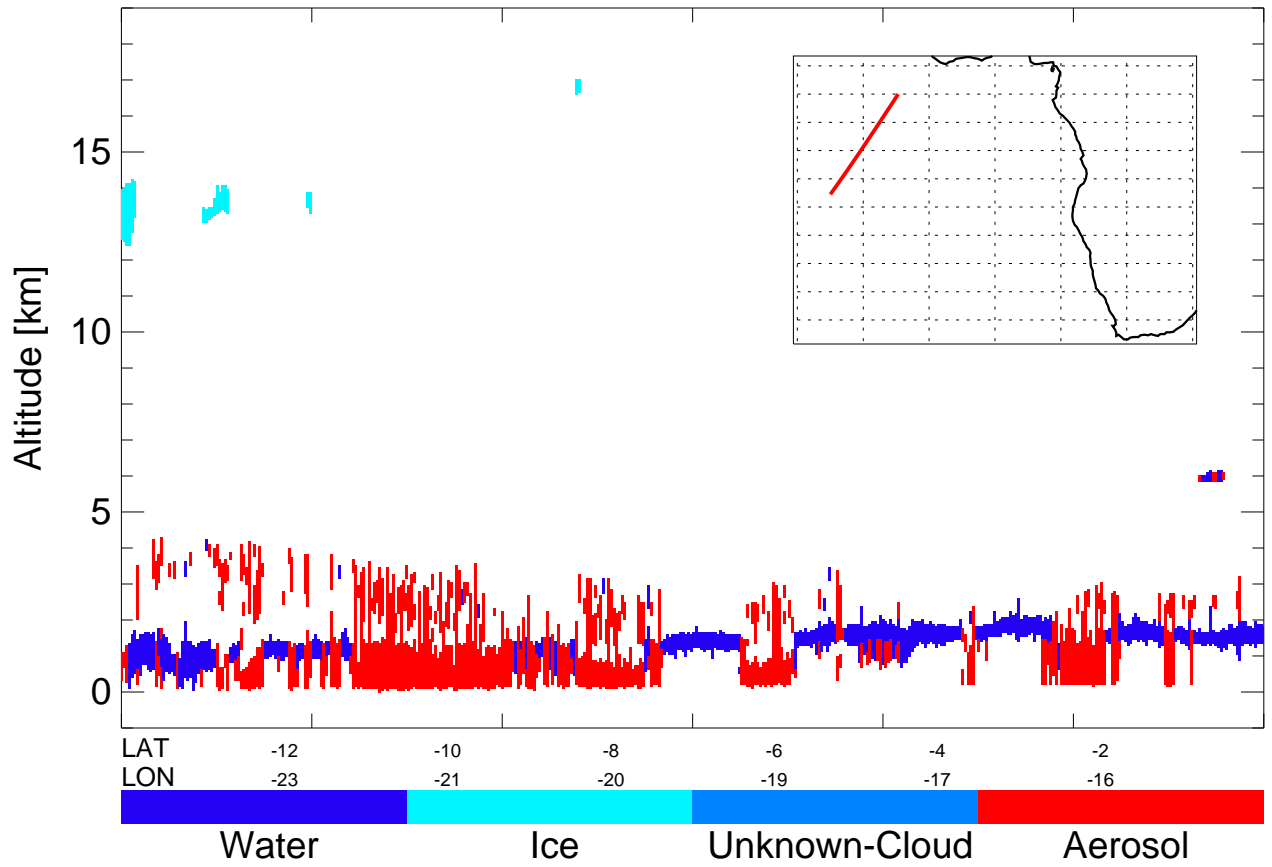 15
10
5
0
Altitude [km]
LAT -12 -10 -8 -6 -4 -2
LON -23 -21 -20 -19 -17 -16
Water Ice Unknown-Cloud Aerosol